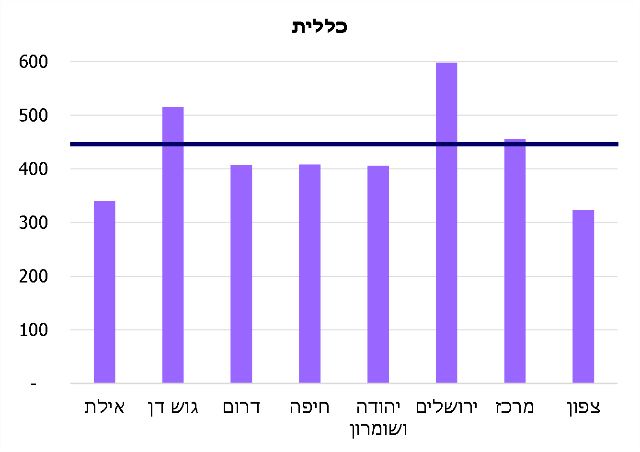 כללית
600
500
400
300
200
100
-
אילת
גוש דן
דרום
חיפה
יהודה
ושומרון
ירושלים
מרכז
צפון